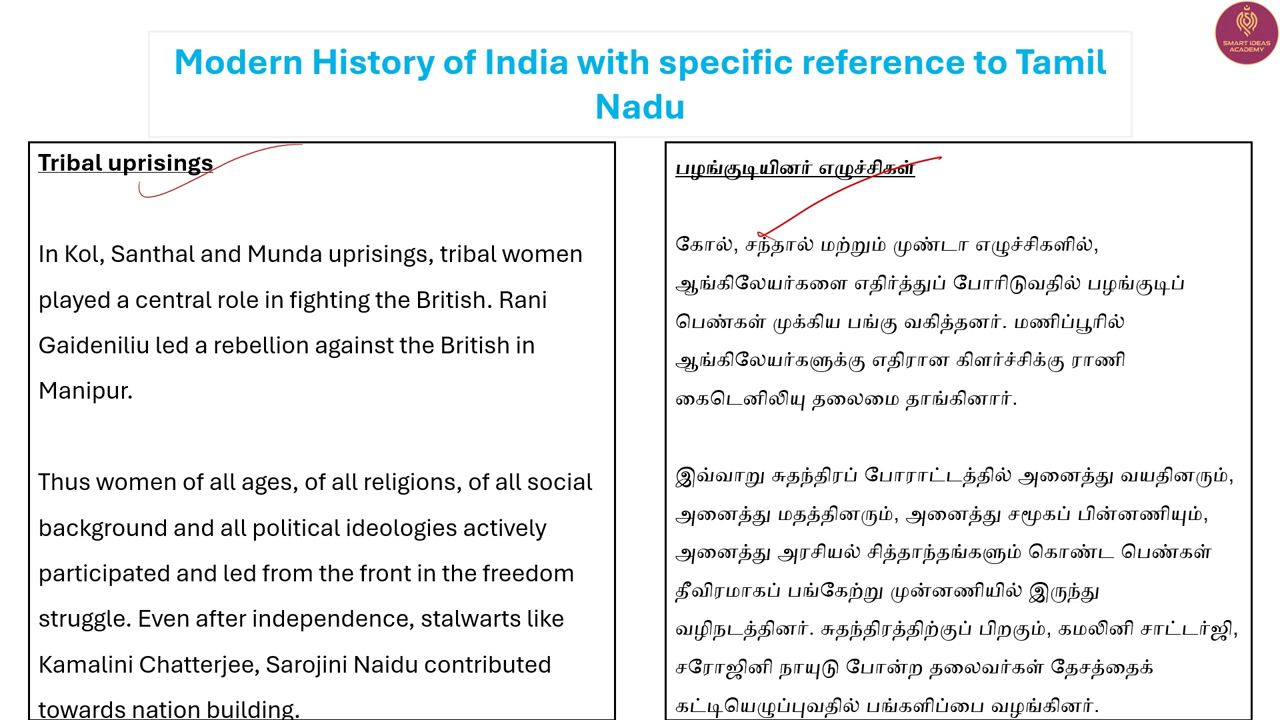 SMART IDEAS
ACADEMY
Modern History of India with specific reference to Tamil
Nadu
Tribal uprisings
In Kol, Santhal and Munda uprisings, tribal women
played a central role in fighting the British. Rani
Gaideniliu led a rebellion against the British in
Manipur.
Thus women of all ages, of all religions, of all social
background and all political ideologies actively
participated and led from the front in the freedom
struggle. Even after independence, stalwarts like
Kamalini Chatterjee, Sarojini Naidu contributed
towards nation building.
பழங்குடியினர் எழுச்சிகள்
கோல், சந்தால் மற்றும் முண்டா எழுச்சிகளில்,
ஆங்கிலேயர்களை எதிர்த்துப் போரிடுவதில் பழங்குடிப்
பெண்கள் முக்கிய பங்கு வகித்தனர். மணிப்பூரில்
ஆங்கிலேயர்களுக்கு எதிரான கிளர்ச்சிக்கு ராணி
கைடெனிலியு தலைமை தாங்கினார்.
இவ்வாறு சுதந்திரப் போராட்டத்தில் அனைத்து வயதினரும்,
அனைத்து மதத்தினரும், அனைத்து சமூகப் பின்னணியும்,
அனைத்து அரசியல் சித்தாந்தங்களும் கொண்ட பெண்கள்
தீவிரமாகப் பங்கேற்று முன்னணியில் இருந்து
வழிநடத்தினர். சுதந்திரத்திற்குப் பிறகும், கமலினி சாட்டர்ஜி,
சரோஜினி நாயுடு போன்ற தலைவர்கள் தேசத்தைக்
கட்டியெழுப்புவதில் பங்களிப்பை வழங்கினர்.